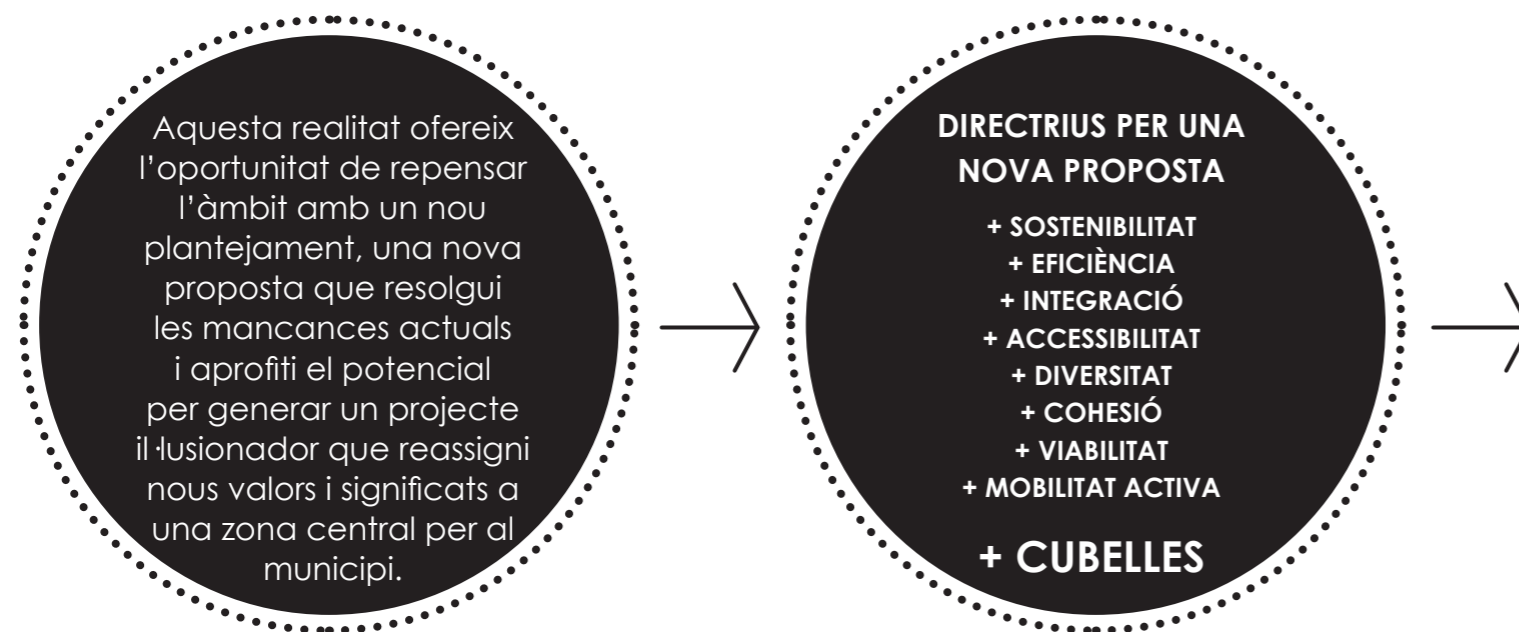 Aquesta realitat ofereix
l'oportunitat de repensar
l'àmbit amb un nou
plantejament, una nova
proposta que resolgui
les mancances actuals
i aprofiti el potencial
per generar un projecte
il·lusionador que reassigni
nous valors i significats a
una zona central per al
municipi.
DIRECTRIUS PER UNA
NOVA PROPOSTA
+ SOSTENIBILITAT
+ EFICIÈNCIA
+ INTEGRACIÓ
+ ACCESSIBILITAT
+ DIVERSITAT
+ COHESIÓ
+ VIABILITAT
+ MOBILITAT ACTIVA
+ CUBELLES